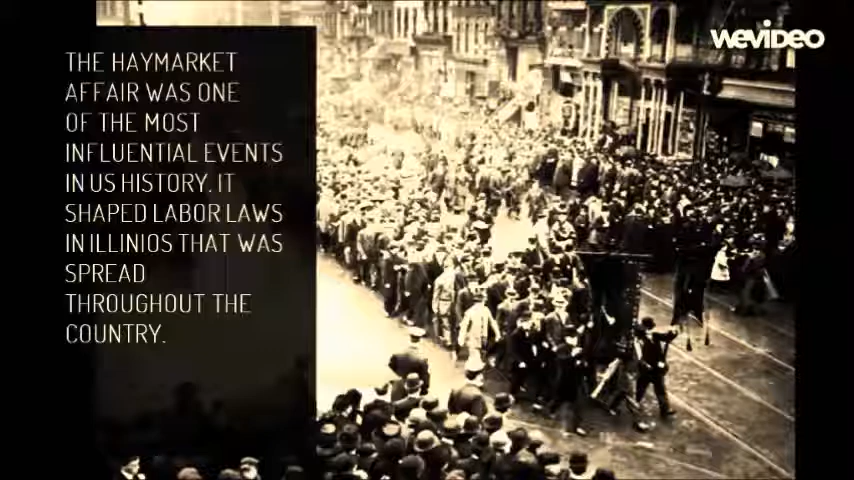 THE HAYMARKET
AFFAIR WAS ONE
OF THE MOST
INFLUENTIAL EVENTS
IN US HISTORY. IT
SHAPED LABOR LAWS
IN ILLINIOS THAT WAS
SPREAD
THROUGHOUT THE
COUNTRY.
WEVIDEO